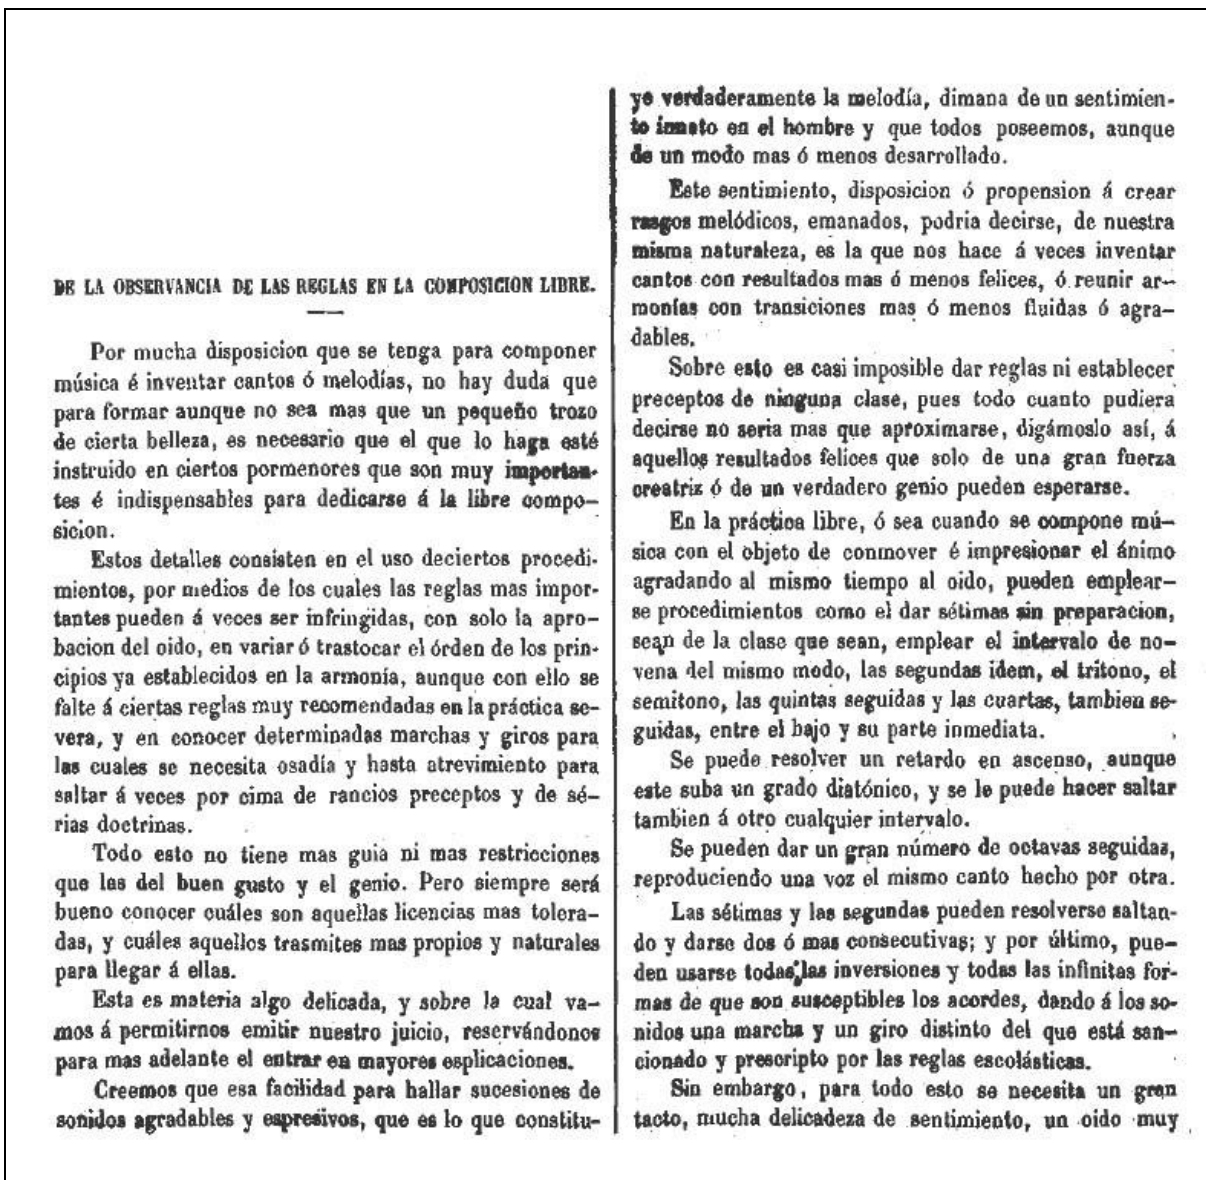 DE LA OBSERVANCIA DE LAS REGLAS EN LA COMPOSICION LIBRE.
Por mucha disposicion que se tenga para componer
música é inventar cantos ó melodías, no hay duda que
para formar aunque no sea mas que un pequeño trozo
de cierta belleza, es necesario que el que lo haga esté
instruido en ciertos pormenores que son muy importan-
tes é indispensables para dedicarse á la libre compo-
sicion.
Estos detalles consisten en el uso deciertos procedi-
mientos, por medios de los cuales las reglas mas impor-
tantes pueden á veces ser infringidas, con solo la apro-
bacion del oido, en variar ó trastocar el órden de los prin-
cipios ya establecidos en la armonía, aunque con ello se
falte á ciertas reglas muy recomendadas en la práctica se-
vera, y en conocer determinadas marchas y giros para
las cuales se necesita osadía y hasta atrevimiento para
saltar á veces por cima de rancios preceptos y de sé-
rias doctrinas.
Todo esto no tiene mas guia ni mas restricciones
que las del buen gusto y el genio. Pero siempre será
bueno conocer cuáles son aquellas licencias mas tolera-
das, y cuáles aquellos trasmites mas propios y naturales
para llegar á ellas.
Esta es materia algo delicada, y sobre la cual va-
mos á permitirnos emitir nuestro juicio, reservándonos
para mas adelante el entrar en mayores esplicaciones.
Creemos que esa facilidad para hallar sucesiones de
sonidos agradables y espresivos, que es lo que constitu-
ye verdaderamente la melodía, dimana de un sentimien-
to innato en el hombre y que todos poseemos, aunque
de un modo mas ó menos desarrollado.
Este sentimiento, disposicion ó propension á crear
rasgos melódicos, emanados, podria decirse, de nuestra
misma naturaleza, es la que nos hace á veces inventar
cantos con resultados mas ó menos felices, ó reunir ar-
monías con transiciones mas ó menos fluidas ó agra-
dables.
Sobre esto es casi imposible dar reglas ni establecer
preceptos de ninguna clase, pues todo cuanto pudiera
decirse no seria mas que aproximarse, digámoslo así, á
aquellos resultados felices que solo de una gran fuerza
creatriz ó de un verdadero genio pueden esperarse.
En la práctica libre, ó sea cuando se compone mú-
sica con el objeto de conmover é impresionar el ánimo
agradando al mismo tiempo al oido, pueden emplear-
se procedimientos como el dar sétimas sin preparacion,
sean de la clase que sean, emplear el intervalo de no-
vena del mismo modo, las segundas idem, el trítono, el
semitono, las quintas seguidas y las cuartas, tambien se-
guidas, entre el bajo y su parte inmediata.
Se puede resolver un retardo en ascenso, aunque
este suba un grado diatónico, y se le puede hacer saltar
tambien á otro cualquier intervalo.
Se pueden dar un gran número de octavas seguidas,
reproduciendo una voz el mismo canto hecho por otra.
Las sétimas y las segundas pueden resolverse saltan-
do y darse dos ó mas consecutivas; y por último, pue-
den usarse todas las inversiones y todas las infinitas for-
mas de que son susceptibles los acordes, dando á los so-
nidos una marcha y un giro distinto del que está san-
cionado y prescripto por las reglas escolásticas.
Sin embargo, para todo esto se necesita un gran
tacto, mucha delicadeza de sentimiento, un oido muy